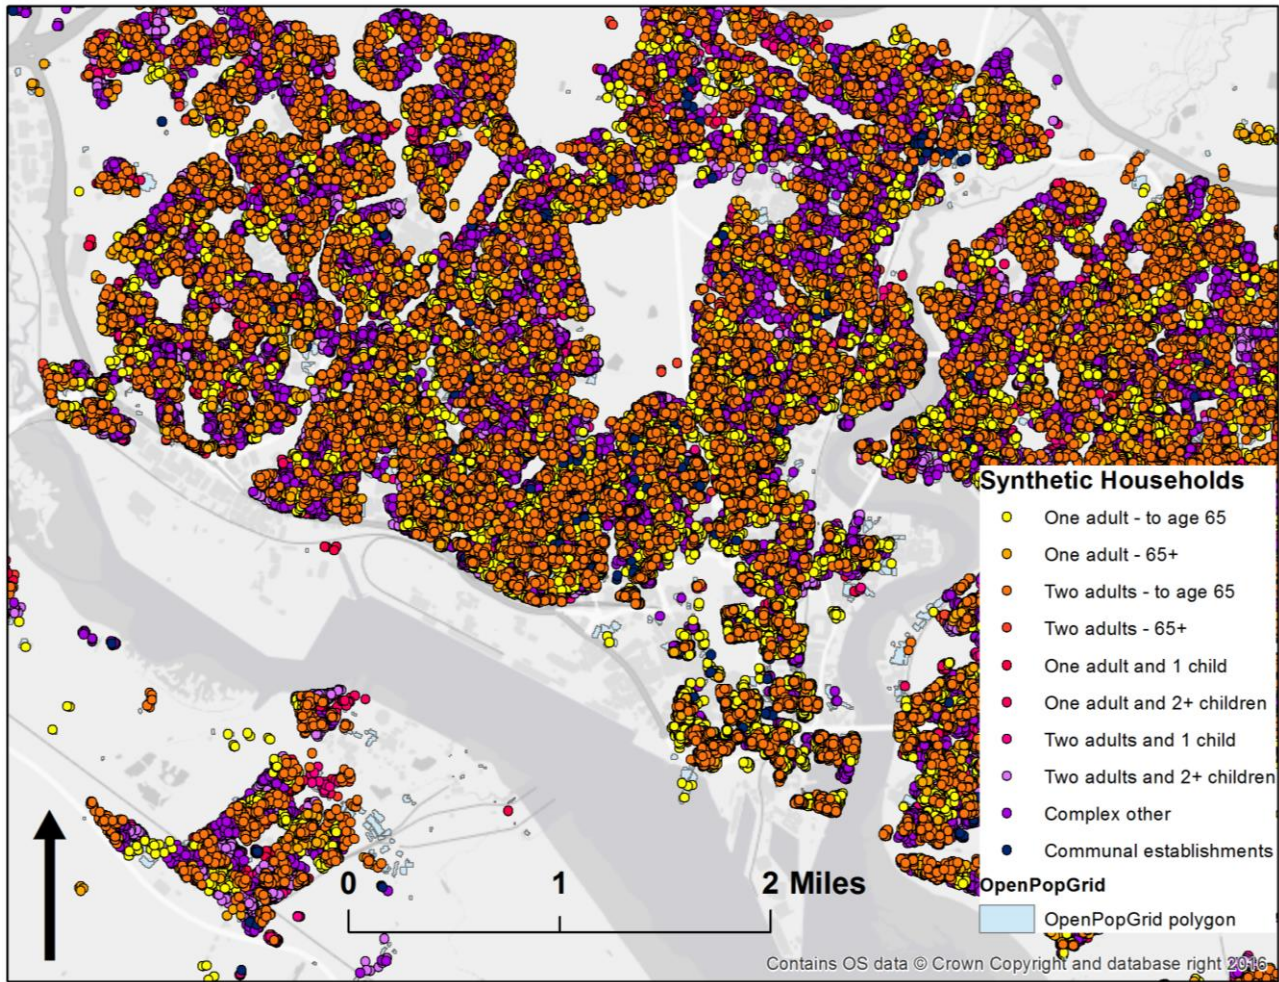 Synthetic Households
One adult - to age 65
One adult - 65+
Two adults - to age 65
Two adults - 65+
One adult and 1 child
One adult and 2+ children
Two adults and 1 child
Two adults and 2+ children
Complex other
Communal establishments
OpenPopGrid
OpenPopGrid polygon
0 1 2 Miles
Contains OS data © Crown Copyright and database right 2016